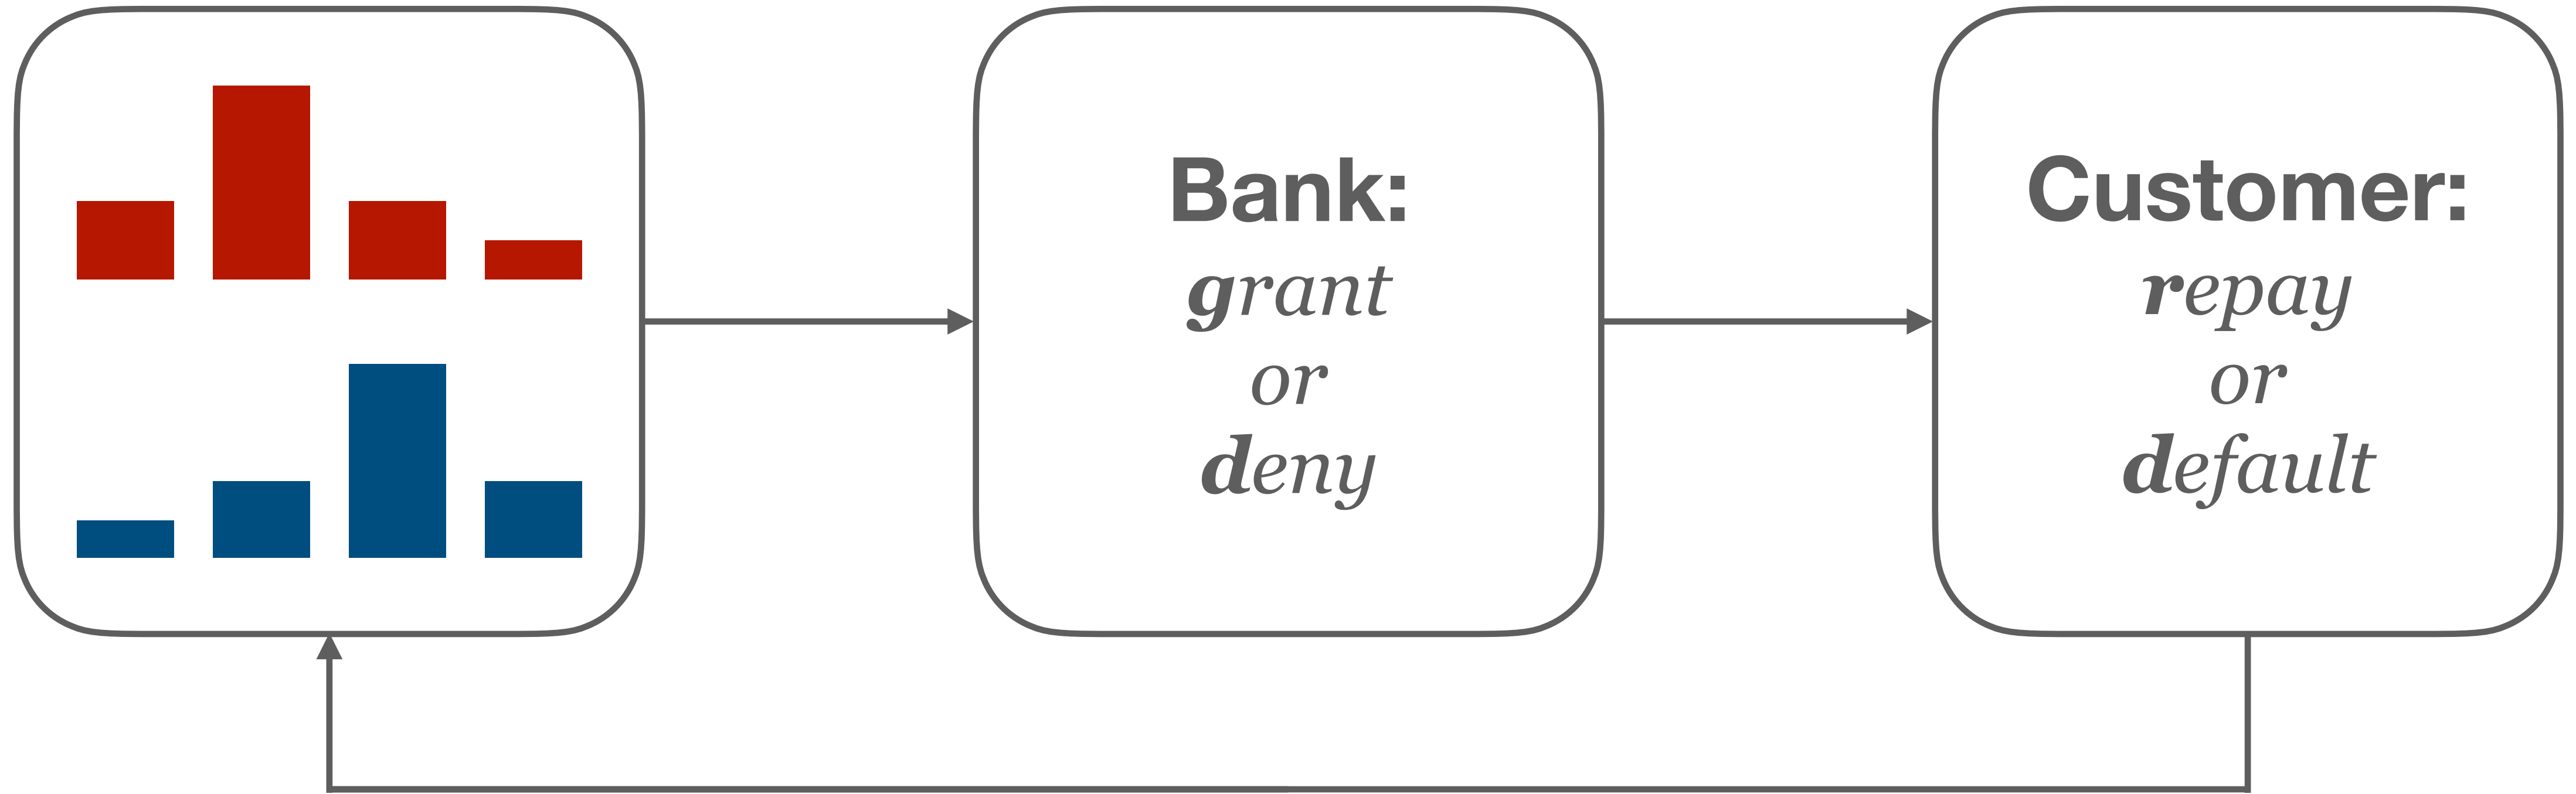 Bank:
grant
or
deny
Customer:
repay
or
default